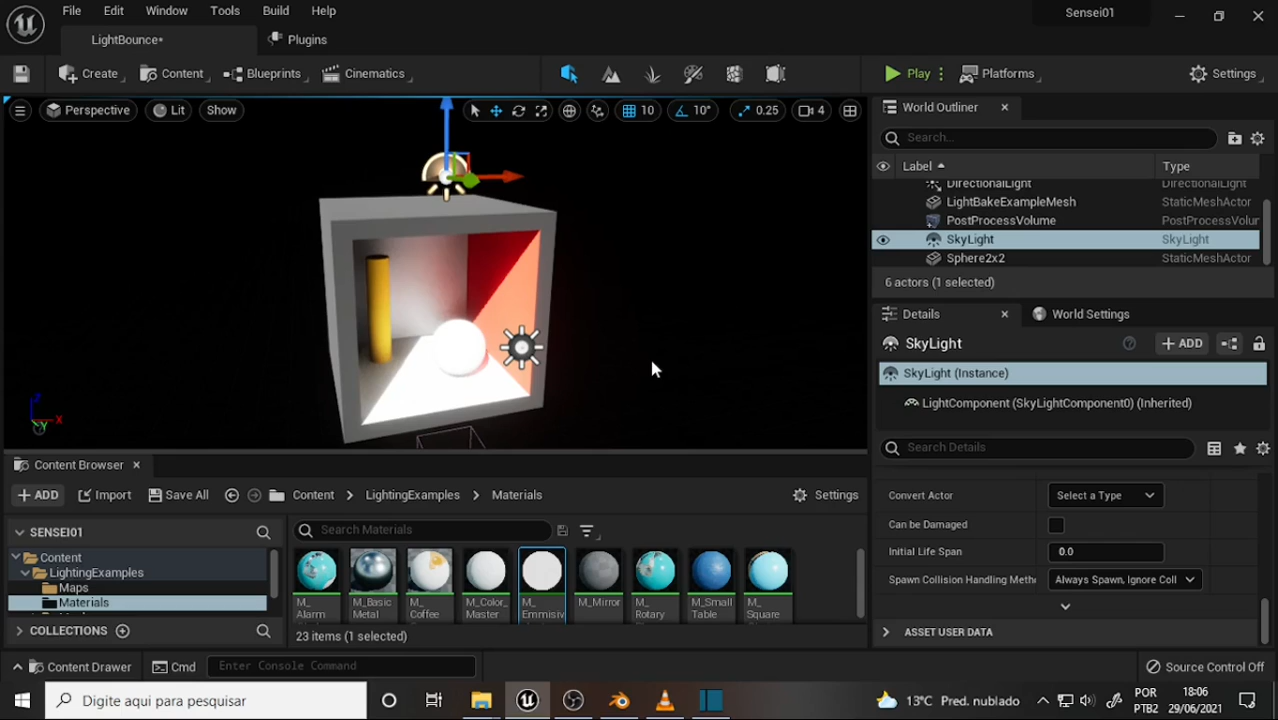 File Edit Window Tools Build Help
Sensei01
LightBounce•
Plugins
Create
Content
Blueprints
Cinematics
Play
Platforms
Settings
Perspective
Lit
Show
10
10°
0.25
4
World Outliner
Search...
Label
Type
DirectionalLight DirectionalLight
LightBakeExampleMesh StaticMeshActor
PostProcessVolume PostProcessVolur
SkyLight SkyLight
Sphere2x2 StaticMeshActor
6 actors (1 selected)
Details
World Settings
SkyLight
ADD
SkyLight (Instance)
LightComponent (SkyLightComponent0) (Inherited)
Search Details
Convert Actor Select a Type
Can be Damaged
Initial Life Span 0.0
Spawn Collision Handling Metho Always Spawn, Ignore Coll
ASSET USER DATA
X
Y
Z
Content Browser
ADD
Import
Save All
Content
LightingExamples
Materials
Settings
SENSEI01
Content
LightingExamples
Maps
Materials
COLLECTIONS
Search Materials
M_
Alarm
M_Basic
Metal
M_
Coffee
M_Color_
Master
M_
Emmisiv
M_Mirror
M_
Rotary
M_Small
Table
M_
Square
23 items (1 selected)
Content Drawer
Cmd
Enter Console Command
Source Control Off
Digite aqui para pesquisar
13°C Pred. nublado
POR
PTB2
18:06
29/06/2021